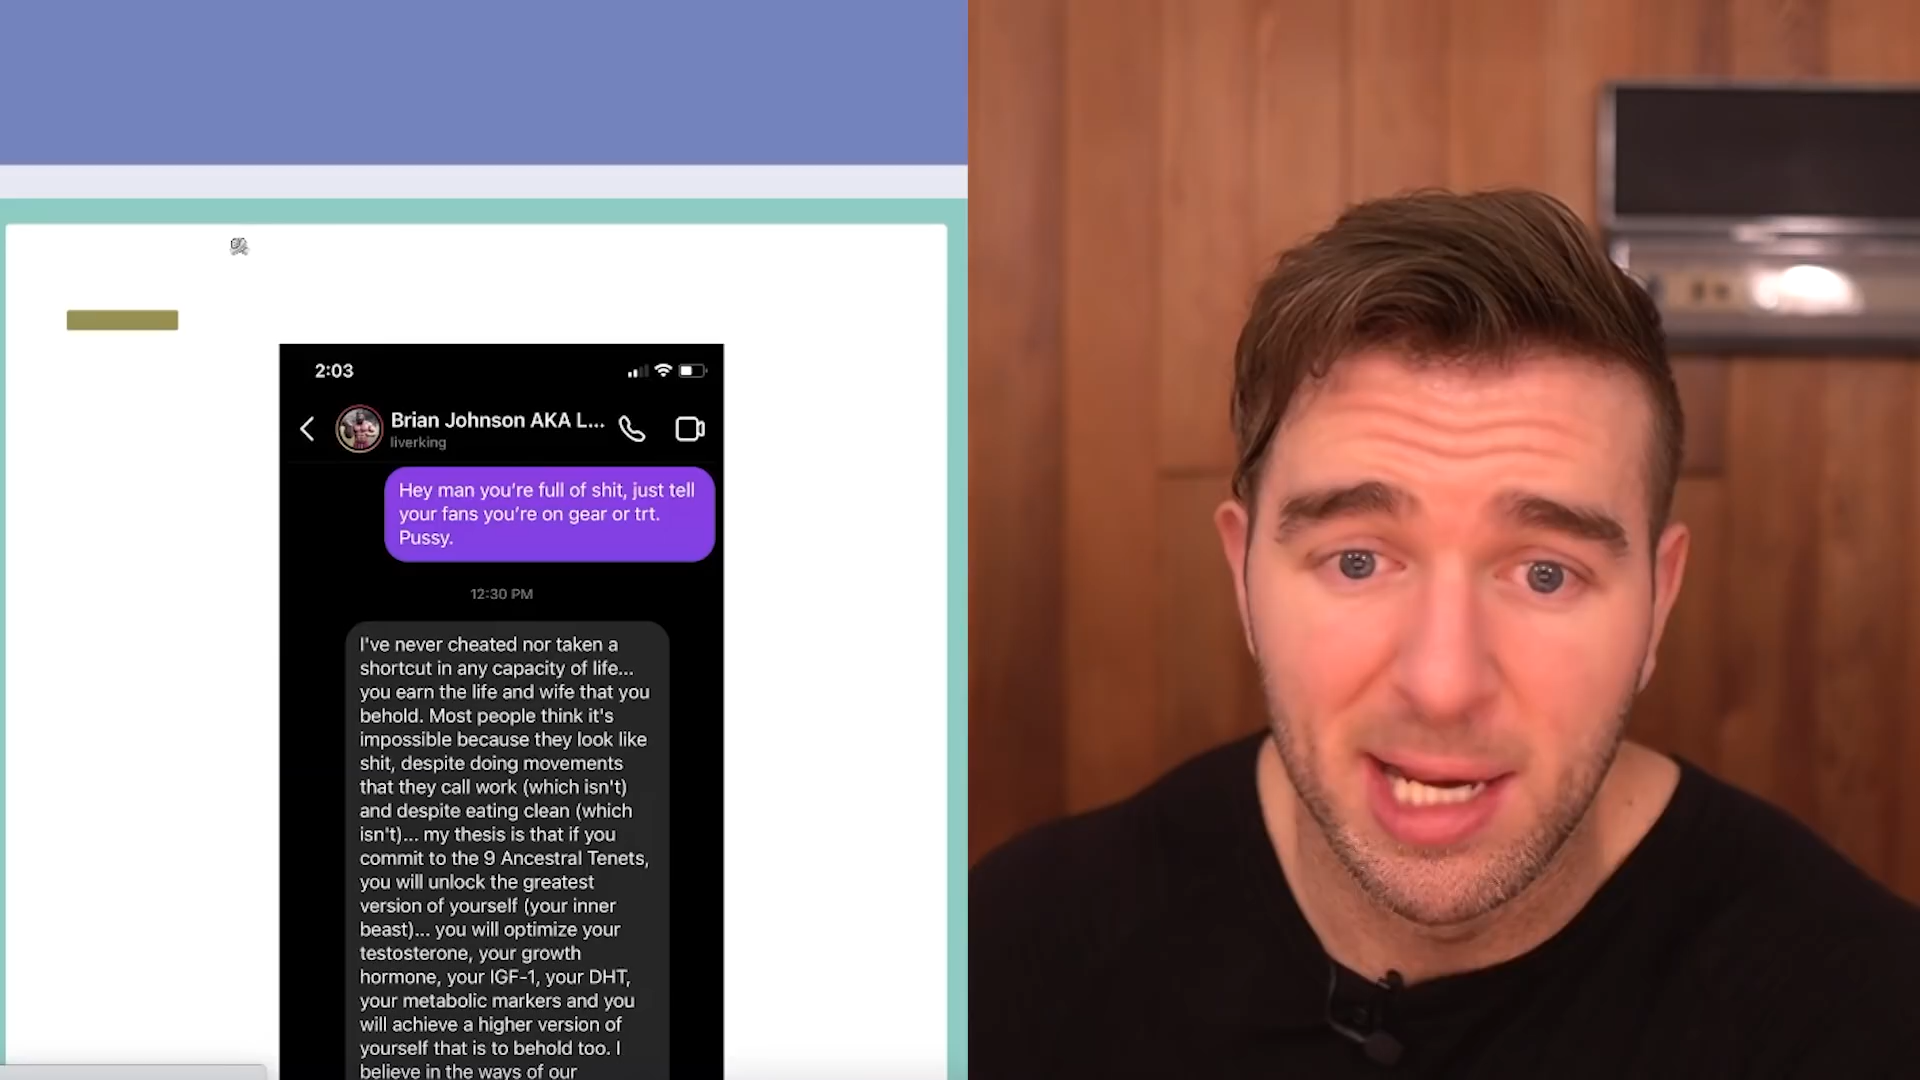 2:03
Brian Johnson AKA L...
liverking
Hey man you're full of shit, just tell
your fans you're on gear or trt.
Pussy.
12:30 PM
I've never cheated nor taken a
shortcut in any capacity of life...
you earn the life and wife that you
behold. Most people think it's
impossible because they look like
shit, despite doing movements
that they call work (which isn't)
and despite eating clean (which
isn't)... my thesis is that if you
commit to the 9 Ancestral Tenets,
you will unlock the greatest
version of yourself (your inner
beast)... you will optimize your
testosterone, your growth
hormone, your IGF-1, your DHT,
your metabolic markers and you
will achieve a higher version of
yourself that is to behold too. I
believe in the ways of our